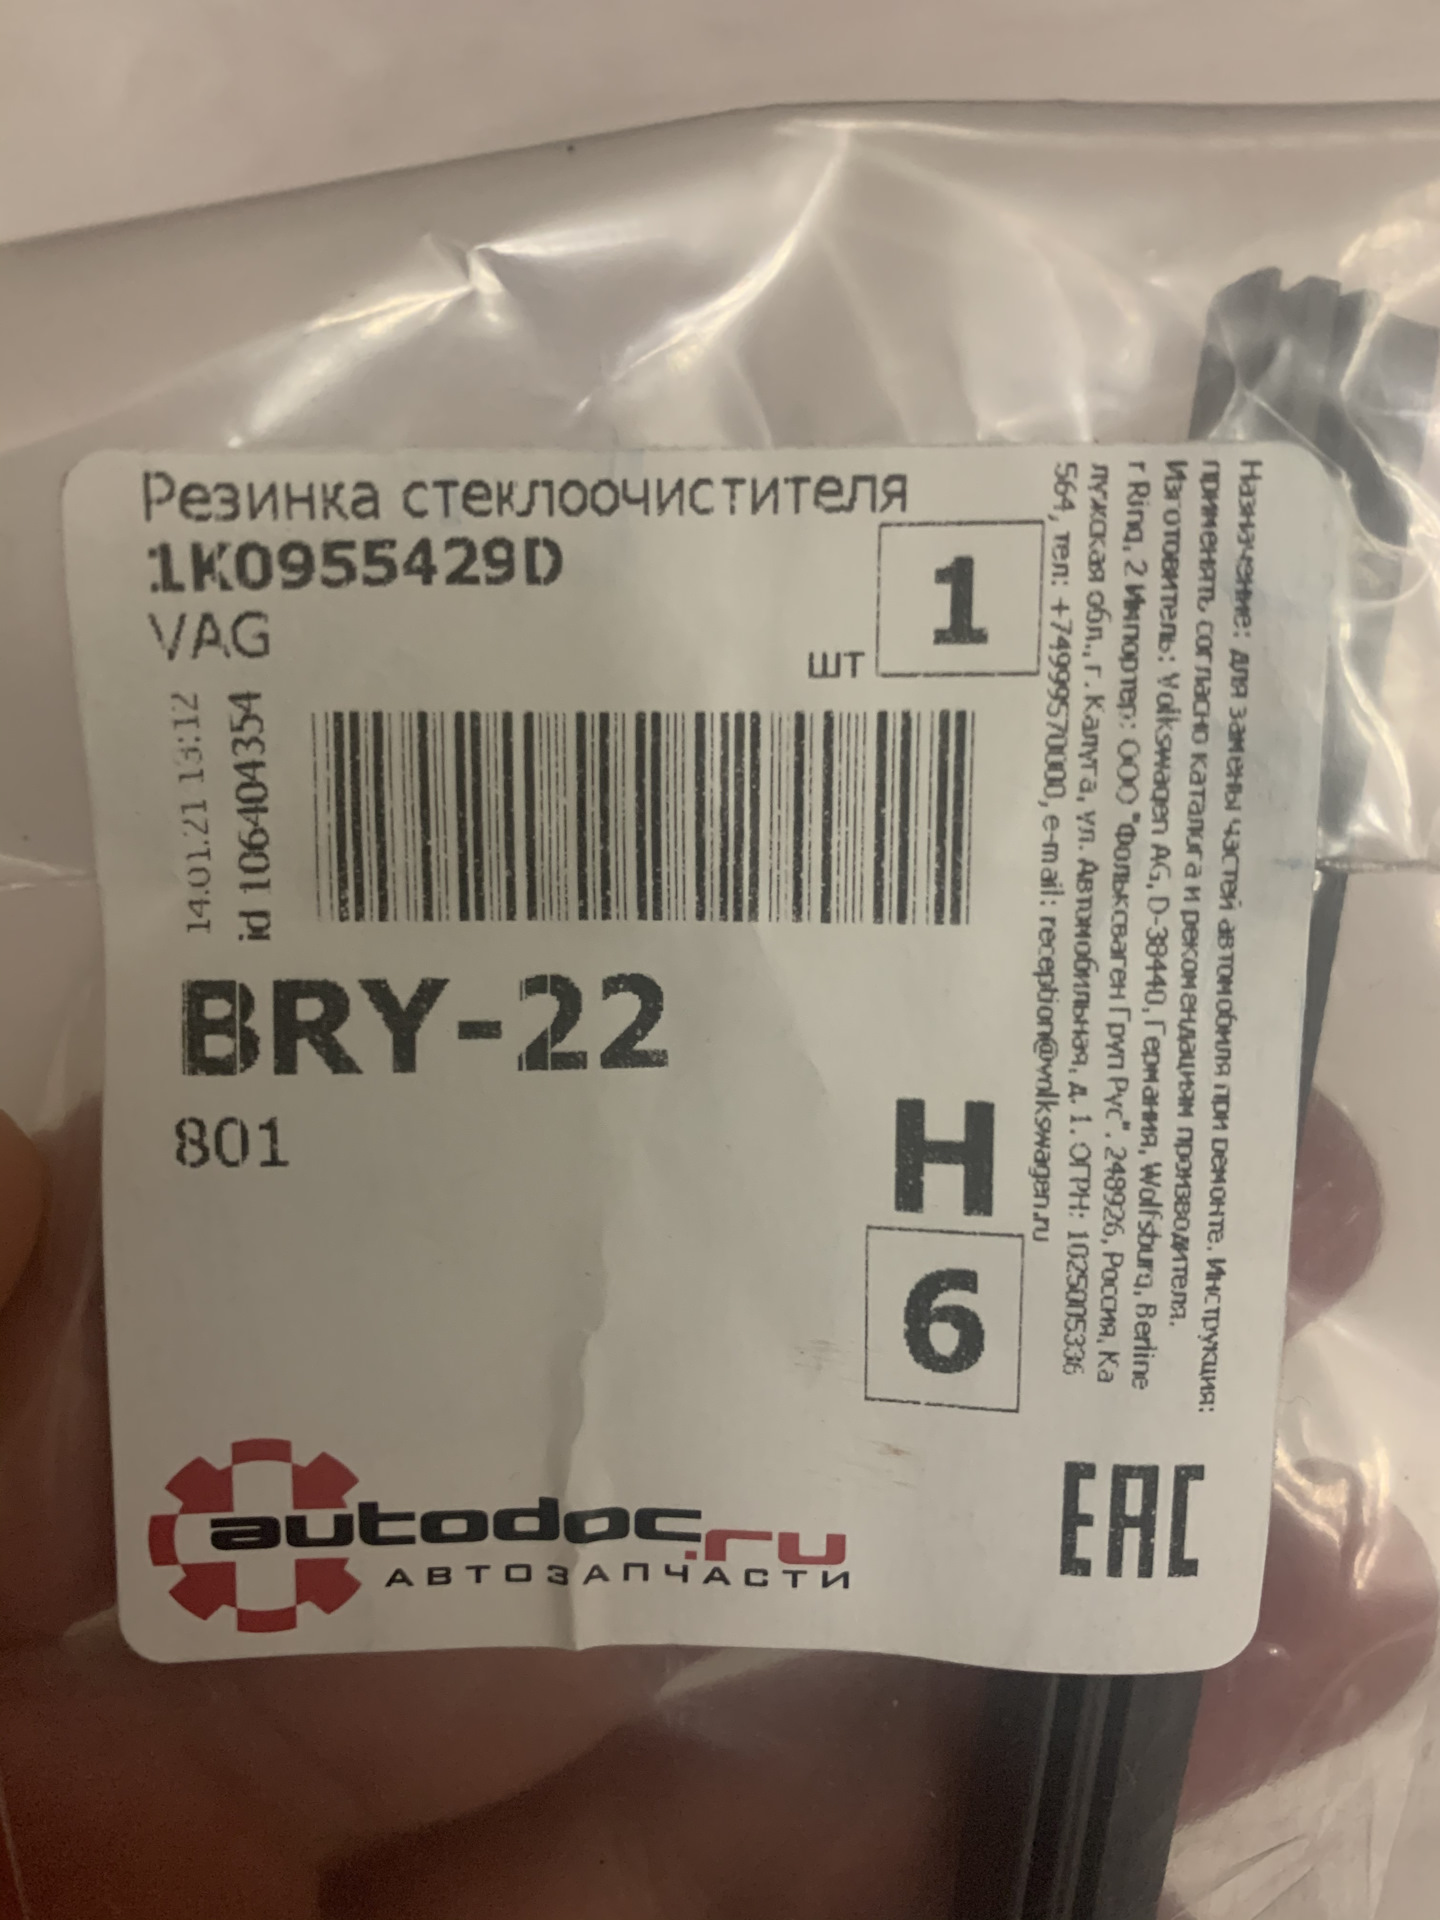 Резинка стеклоочистителя
1K0955429D
VAG
шт 1
14.01.21 13:12
id 106404354
BRY-22
801
H
6
Назначение: для замены частей автомобиля при ремонте. Инструкция:
применять согласно каталога и рекомендациям производителя.
Изготовитель: Volkswagen AG, D-38440, Германия, Wolfsburg, Berline
r Ring, 2 Импортер: ООО "Фольксваген Груп Рус". 248926, Россия, Ка
лужская обл., г. Калуга, ул. Автомобильная, д. 1. ОГРН: 1025005336
564, тел: +74999570000, e-mail: reception@volkswagen.ru
autodoc.ru
АВТОЗАПЧАСТИ
EAC